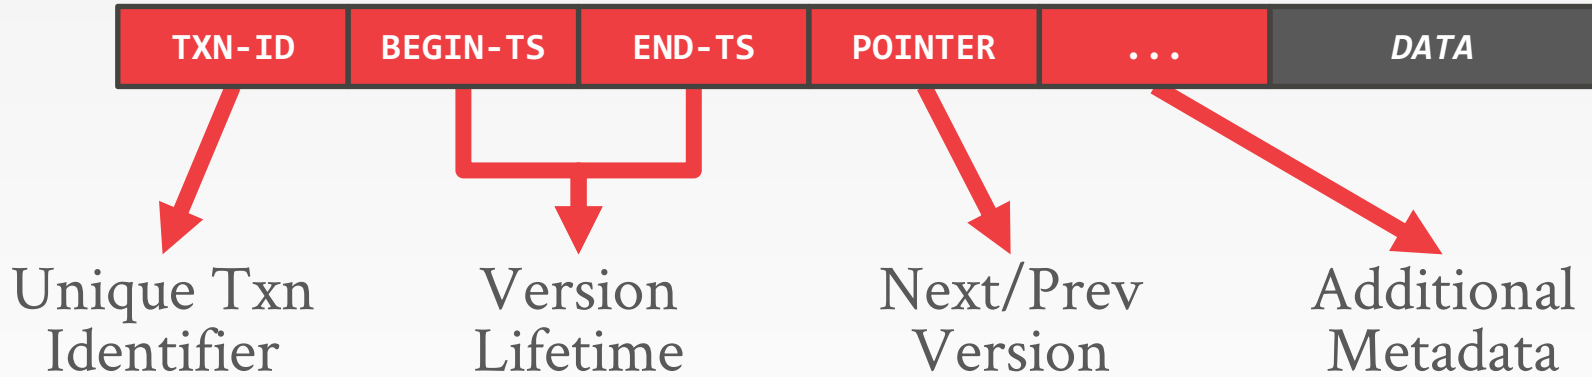 TXN-ID BEGIN-TS END-TS POINTER ... DATA
Unique Txn
Identifier
Version
Lifetime
Next/Prev
Version
Additional
Metadata